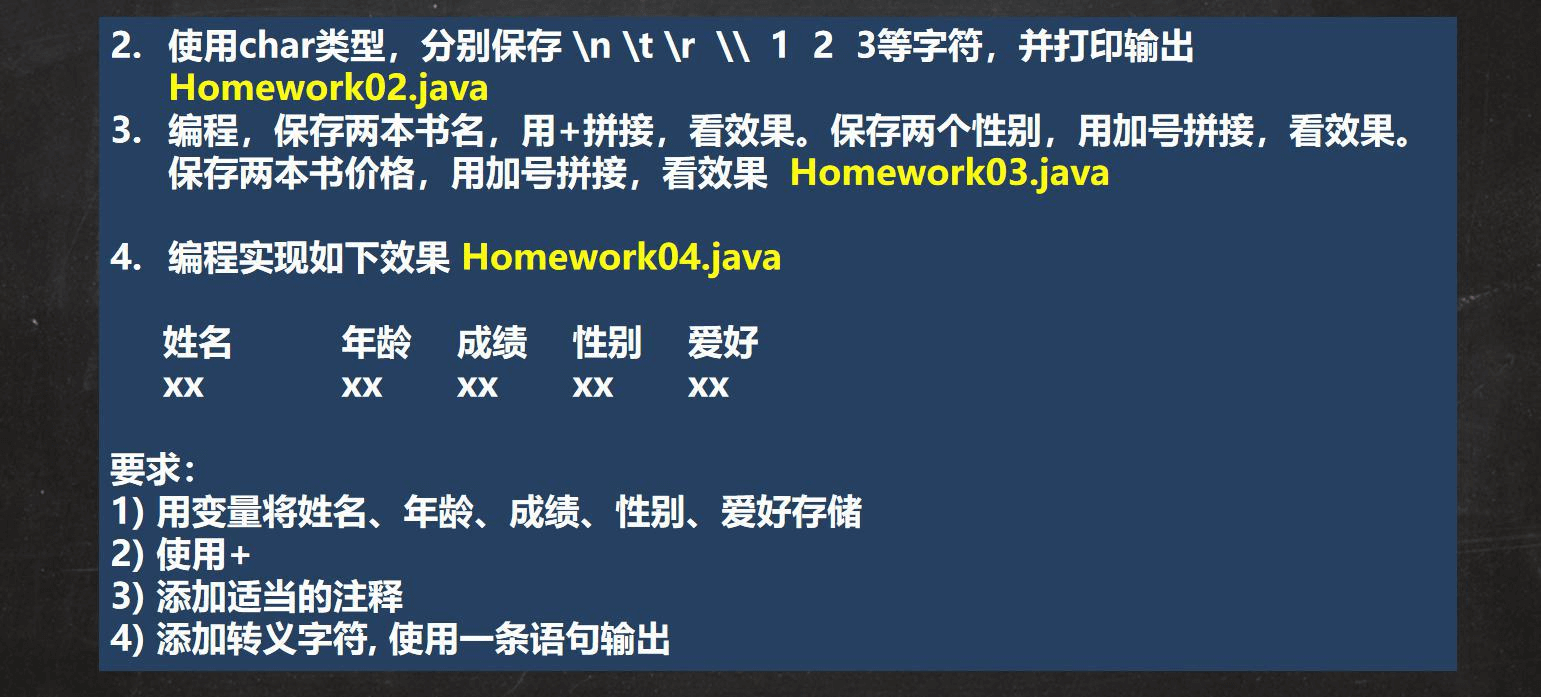 2. 使用char类型，分别保存 \n \t \r \\ 1 2 3等字符，并打印输出
Homework02.java
3. 编程，保存两本书名，用+拼接，看效果。保存两个性别，用加号拼接，看效果。
保存两本书价格，用加号拼接，看效果 Homework03.java
4. 编程实现如下效果 Homework04.java
姓名 年龄 成绩 性别 爱好
xx xx xx xx xx
要求：
1) 用变量将姓名、年龄、成绩、性别、爱好存储
2) 使用+
3) 添加适当的注释
4) 添加转义字符, 使用一条语句输出